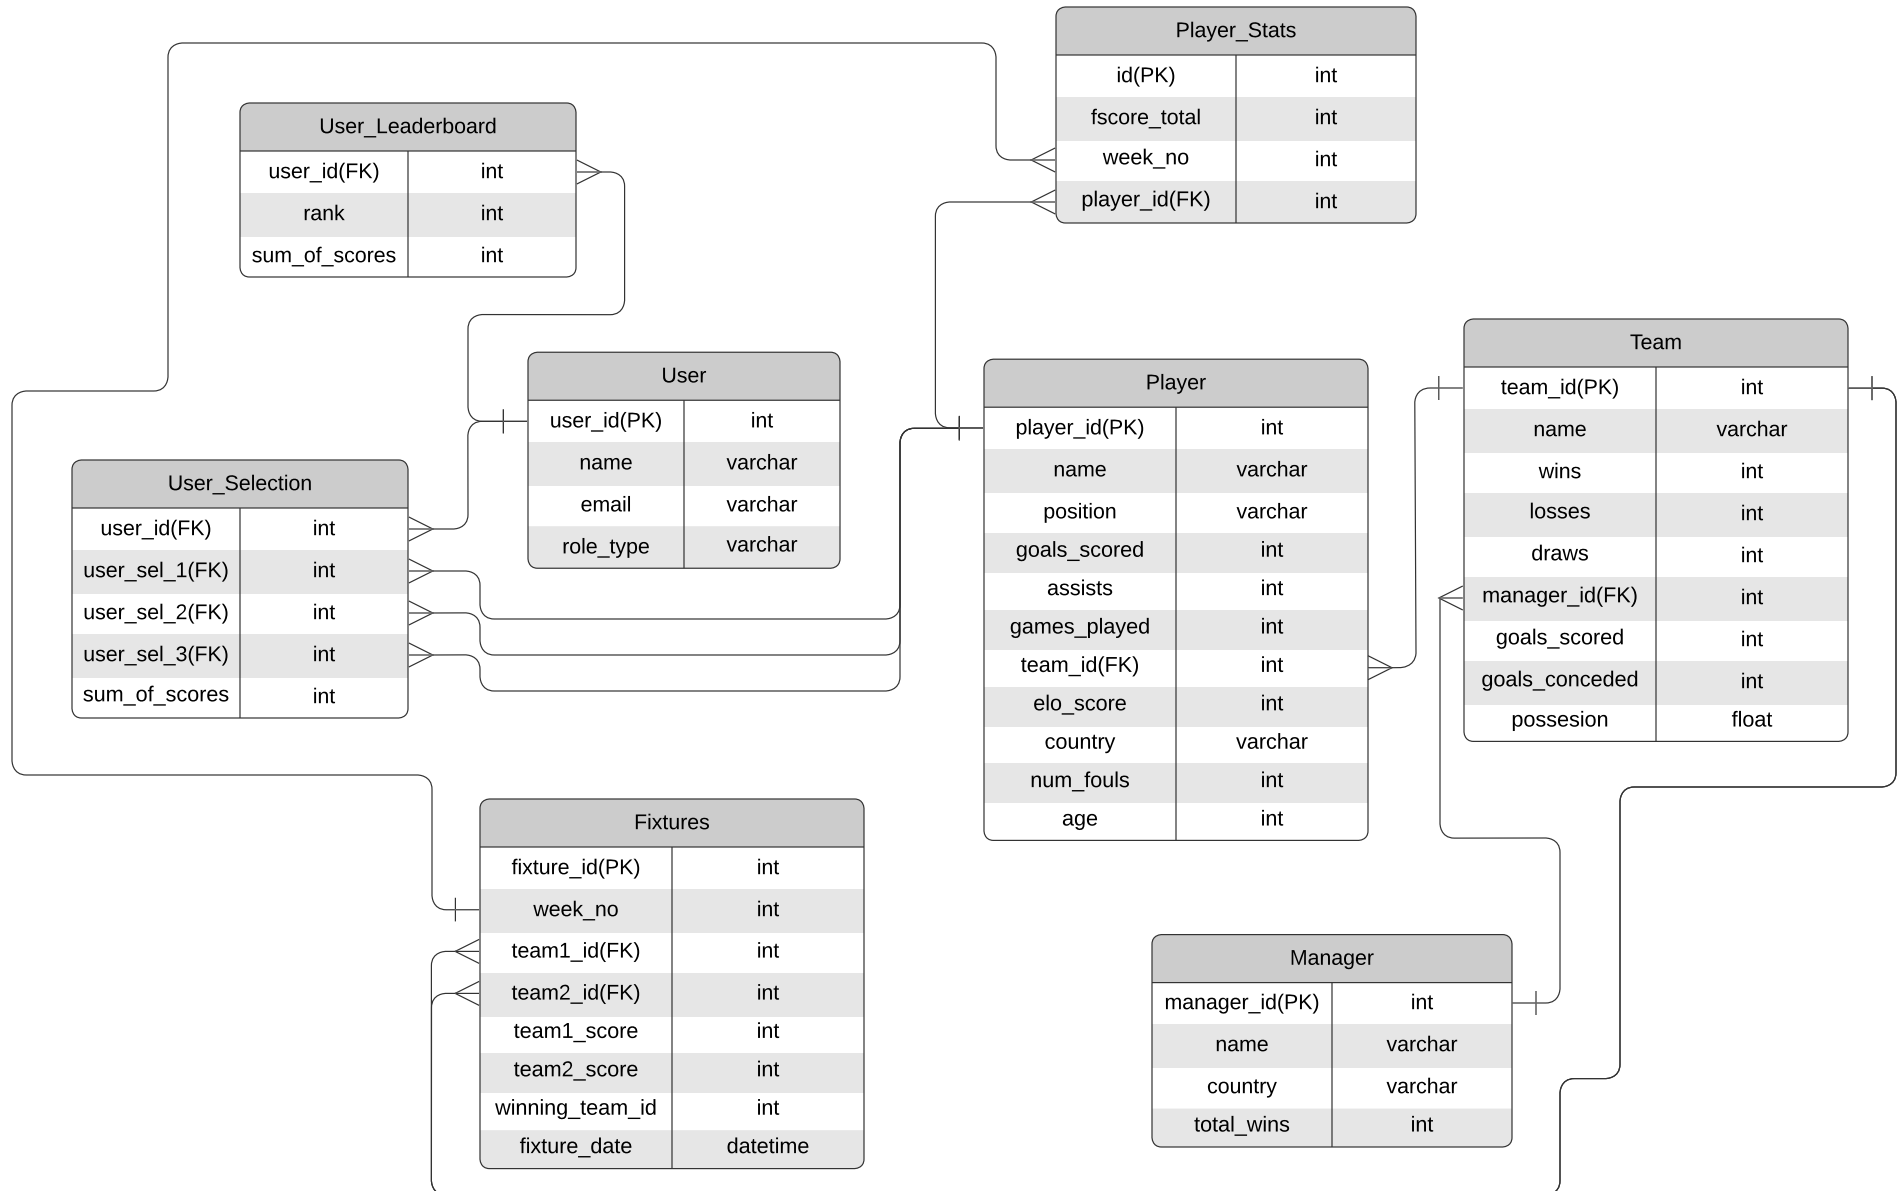 Player_Stats
id(PK) int
fscore_total int
week_no int
player_id(FK) int
User_Leaderboard
user_id(FK) int
rank int
sum_of_scores int
User
user_id(PK) int
name varchar
email varchar
role_type varchar
Player
player_id(PK) int
name varchar
position varchar
goals_scored int
assists int
games_played int
team_id(FK) int
elo_score int
country varchar
num_fouls int
age int
Team
team_id(PK) int
name varchar
wins int
losses int
draws int
manager_id(FK) int
goals_scored int
goals_conceded int
possesion float
User_Selection
user_id(FK) int
user_sel_1(FK) int
user_sel_2(FK) int
user_sel_3(FK) int
sum_of_scores int
Fixtures
fixture_id(PK) int
week_no int
team1_id(FK) int
team2_id(FK) int
team1_score int
team2_score int
winning_team_id int
fixture_date datetime
Manager
manager_id(PK) int
name varchar
country varchar
total_wins int